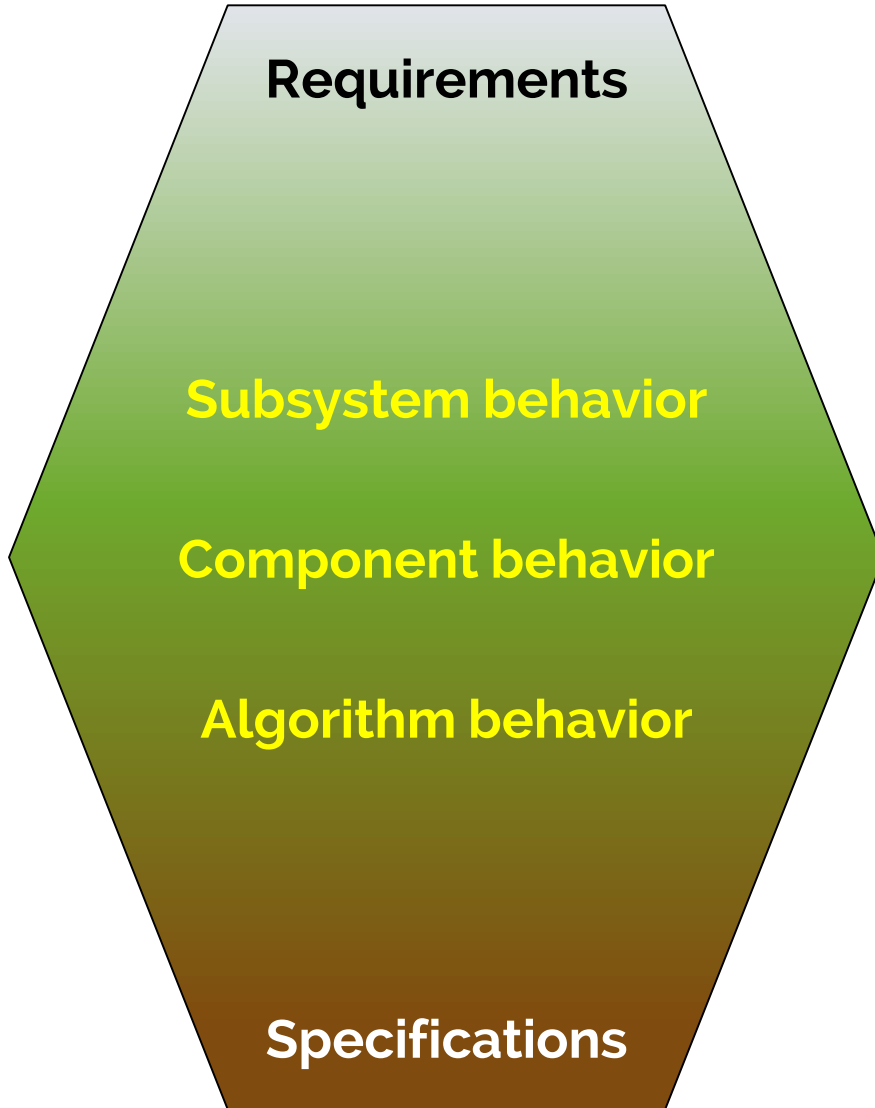 Requirements
Subsystem behavior
Component behavior
Algorithm behavior
Specifications